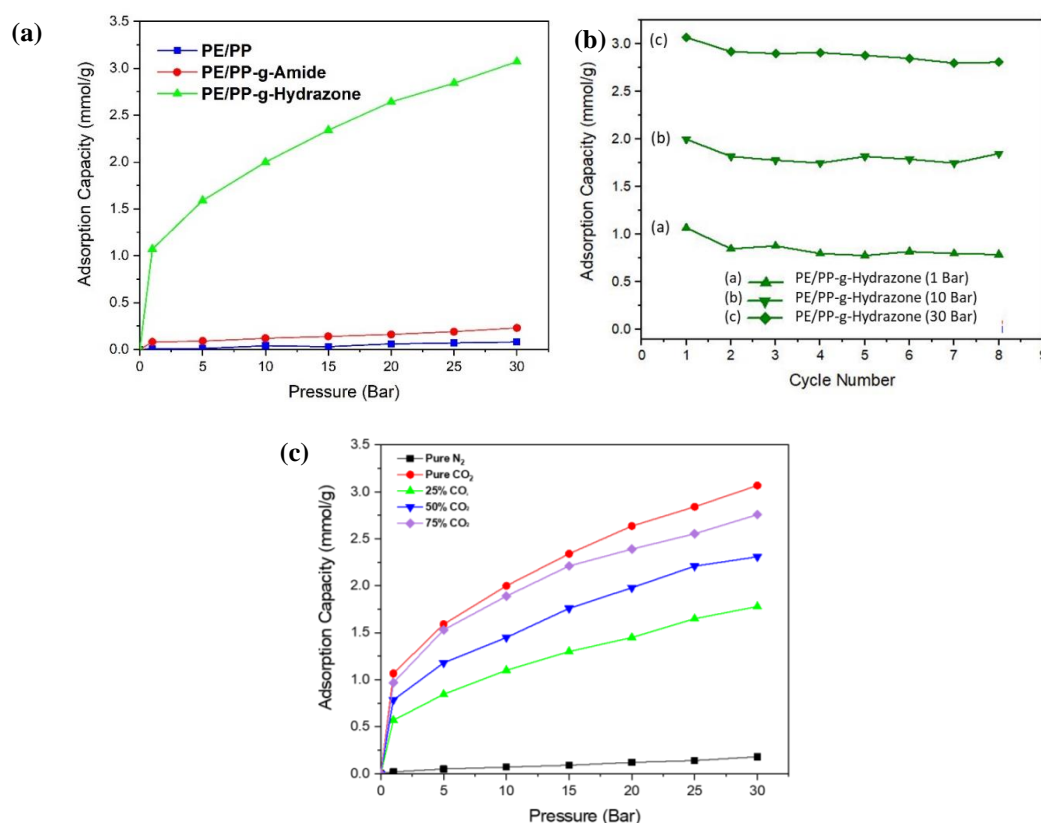 (a)
3.5
3.0
2.5
2.0
1.5
1.0
0.5
0.0
Adsorption Capacity (mmol/g)
PE/PP
PE/PP-g-Amide
PE/PP-g-Hydrazone
0 5 10 15 20 25 30
Pressure (Bar)
(b)
3.0
2.5
2.0
1.5
1.0
0.5
0.0
Adsorption Capacity (mmol/g)
(c)
(b)
(a)
(a) PE/PP-g-Hydrazone (1 Bar)
(b) PE/PP-g-Hydrazone (10 Bar)
(c) PE/PP-g-Hydrazone (30 Bar)
0 1 2 3 4 5 6 7 8 9
Cycle Number
(c)
3.5
3.0
2.5
2.0
1.5
1.0
0.5
0.0
Adsorption Capacity (mmol/g)
Pure N₂
Pure CO₂
25% CO,
50% CO₂
75% CO₂
0 5 10 15 20 25 30
Pressure (Bar)